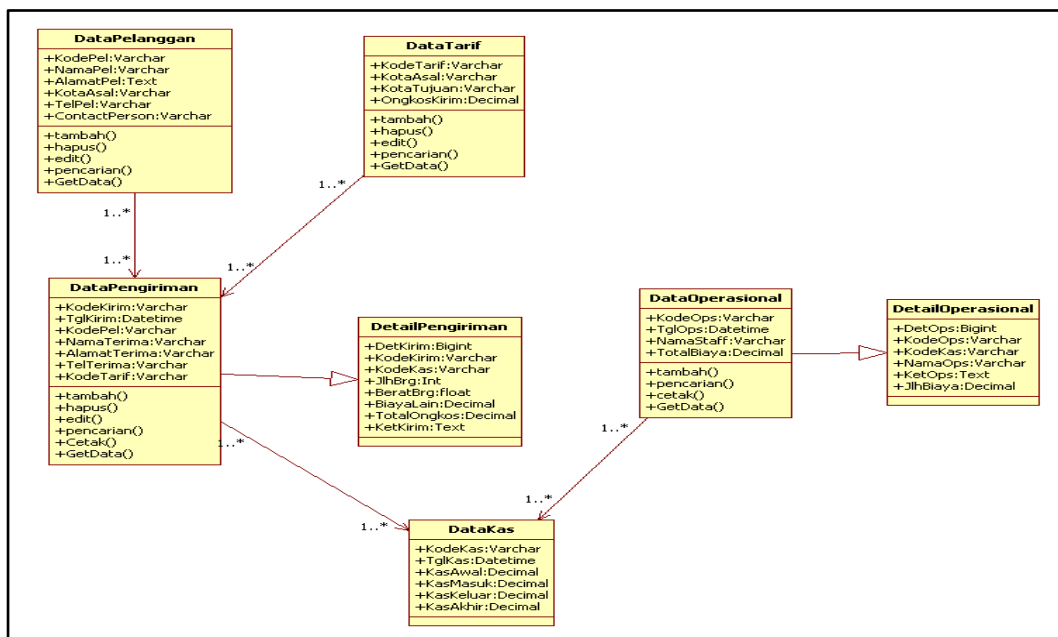 DataPelanggan
+KodePel:Varchar
+NamaPel:Varchar
+AlamatPel:Text
+KotaAsal:Varchar
+TelPel:Varchar
+ContactPerson:Varchar
+tambah()
+hapus()
+edit()
+pencarian()
+GetData()
DataTarif
+KodeTarif:Varchar
+KotaAsal:Varchar
+KotaTujuan:Varchar
+OngkosKirim:Decimal
+tambah()
+hapus()
+edit()
+pencarian()
+GetData()
1..*
1..*
1..*
1..*
DataPengiriman
+KodeKirim:Varchar
+TglKirim:Datetime
+KodePel:Varchar
+NamaTerima:Varchar
+AlamatTerima:Varchar
+TelTerima:Varchar
+KodeTarif:Varchar
+tambah()
+hapus()
+edit()
+pencarian()
+Cetak()
+GetData()
DetailPengiriman
+DetKirim:Bigint
+KodeKirim:Varchar
+KodeKas:Varchar
+JlhBrg:Int
+BeratBrg:float
+BiayaLain:Decimal
+TotalOngkos:Decimal
+KetKirim:Text
DataOperasional
+KodeOps:Varchar
+TglOps:Datetime
+NamaStaff:Varchar
+TotalBiaya:Decimal
+tambah()
+pencarian()
+cetak()
+GetData()
DetailOperasional
+DetOps:Bigint
+KodeOps:Varchar
+KodeKas:Varchar
+NamaOps:Varchar
+KetOps:Text
+JlhBiaya:Decimal
1..*
1..*
1..*
1..*
DataKas
+KodeKas:Varchar
+TglKas:Datetime
+KasAwal:Decimal
+KasMasuk:Decimal
+KasKeluar:Decimal
+KasAkhir:Decimal